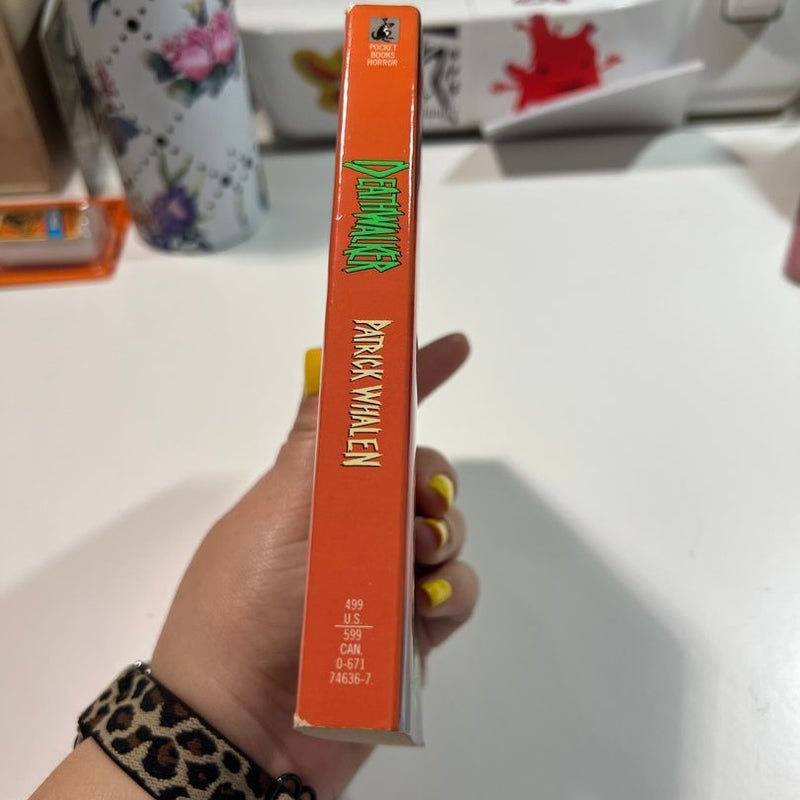 POCKET
BOOKS
HORROR
DEATHWALKER
PATRICK WHALEN
499
U.S.
599
CAN.
0-671
74636-7.